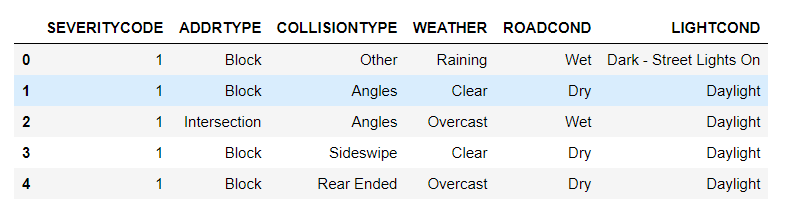 SEVERITYCODE ADDRTYPE COLLISIONTYPE WEATHER ROADCOND LIGHTCOND
0 1 Block Other Raining Wet Dark - Street Lights On
1 1 Block Angles Clear Dry Daylight
2 1 Intersection Angles Overcast Wet Daylight
3 1 Block Sideswipe Clear Dry Daylight
4 1 Block Rear Ended Overcast Dry Daylight